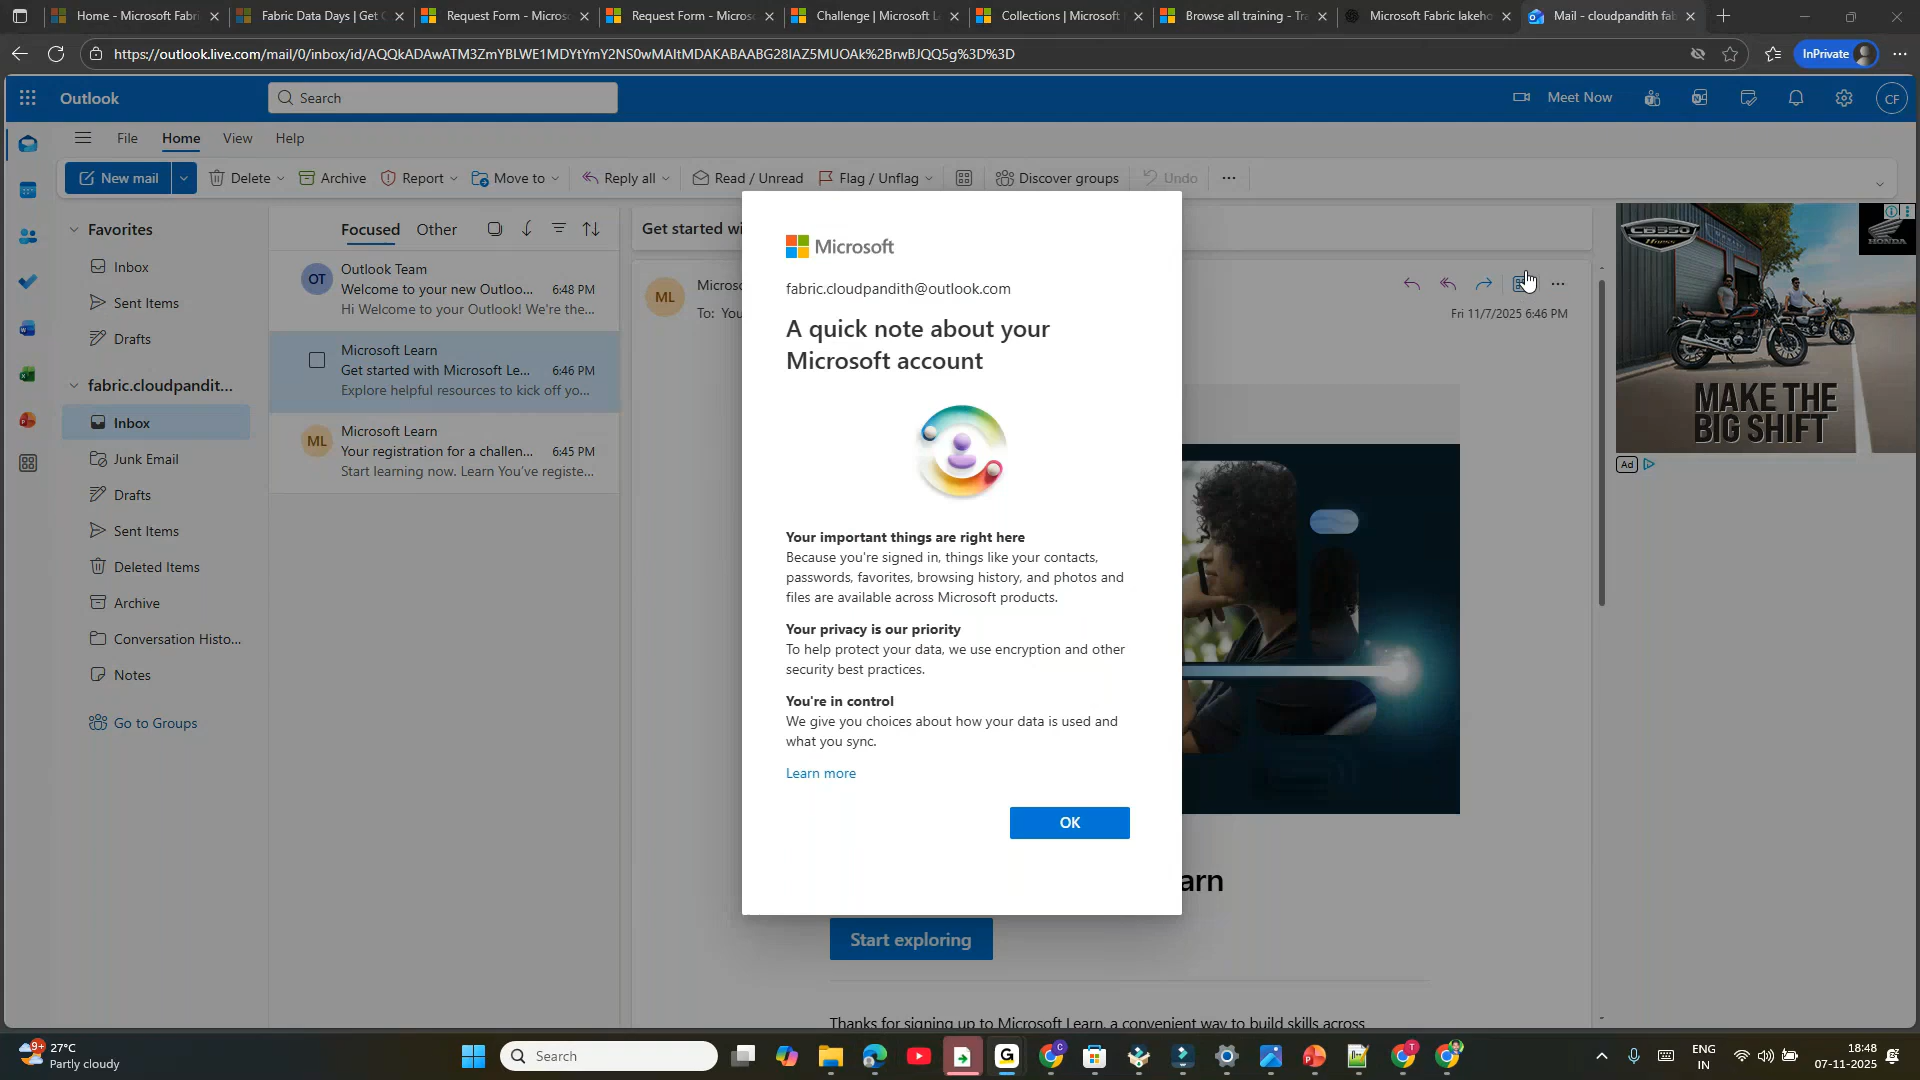 Home - Microsoft Fabri
Fabric Data Days | Get C
Request Form - Microso
Request Form - Microso
Challenge | Microsoft L
Collections | Microsoft
Browse all training - Tra
Microsoft Fabric lakeho
Mail - cloudpandith fab
https://outlook.live.com/mail/0/inbox/id/AQQkADAwATM3ZmYBLWE1MDYtYmY2NS0wMAItMDAKABAABG28IAZ5MUOAk%2BrwBJQQ5g%3D%3D
InPrivate
Outlook
Search
Meet Now
CF
File
Home
View
Help
New mail
Delete
Archive
Report
Move to
Reply all
Read / Unread
Flag / Unflag
Discover groups
Undo
Favorites
Inbox
Sent Items
Drafts
fabric.cloudpandit...
Inbox
Junk Email
Drafts
Sent Items
Deleted Items
Archive
Conversation Histo...
Notes
Go to Groups
Focused
Other
OT
Outlook Team
Welcome to your new Outloo...
6:48 PM
Hi Welcome to your Outlook! We're the...
Microsoft Learn
Get started with Microsoft Le...
6:46 PM
Explore helpful resources to kick off yo...
ML
Microsoft Learn
Your registration for a challen...
6:45 PM
Start learning now. Learn You've registe...
Get started wi
ML
Microso
To: You
Fri 11/7/2025 6:46 PM
Microsoft
fabric.cloudpandith@outlook.com
A quick note about your
Microsoft account
Your important things are right here
Because you're signed in, things like your contacts,
passwords, favorites, browsing history, and photos and
files are available across Microsoft products.
Your privacy is our priority
To help protect your data, we use encryption and other
security best practices.
You're in control
We give you choices about how your data is used and
what you sync.
Learn more
OK
arn
Start exploring
Thanks for signing up to Microsoft Learn, a convenient way to build skills across
CB350
HONDA
MAKE THE
BIG SHIFT
Ad
9+
27°C
Partly cloudy
Search
ENG
IN
18:48
07-11-2025